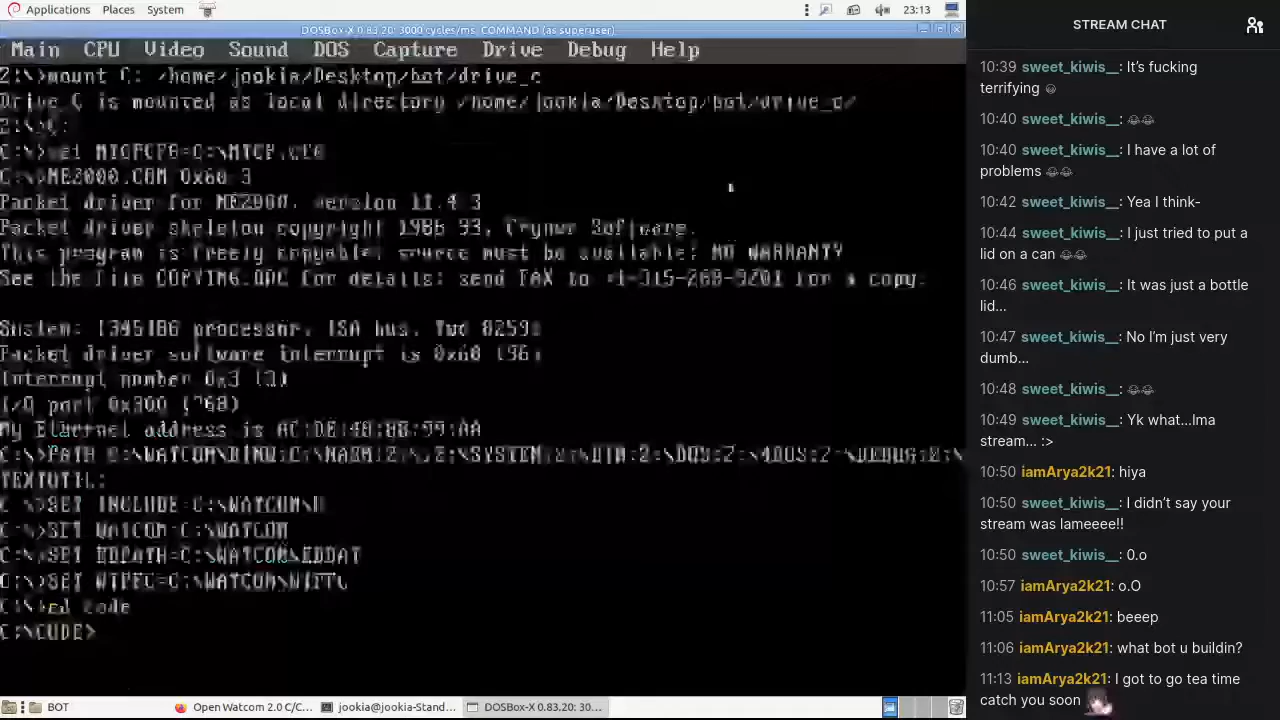 Applications Places System 23:13
DOSBox-X 0.83.20: 3000 cycles/ms, COMMAND (as superuser)
Main CPU Video Sound DOS Capture Drive Debug Help
Z:\>mount C: /home/jookia/Desktop/bot/drive_c
Drive C is mounted as local directory /home/jookia/Desktop/bot/drive_c/
Z:\>C:
C:\>set
C:\>NE2000.COM 0x60 3
Packet driver for NE2000, version 11.4.3
Packet driver skeleton copyright 1988-93, Crynwr Software.
This program is freely copyable; source must be available; NO WARRANTY
See the file COPYING.DOC for details; send FAX to +1-315-268-9201 for a copy.
System: processor, ISA bus, Two 8259s
Packet driver software interrupt is 0x60 (96)
Interrupt number 0x3 (3)
I/O port 0x300 (768)
My Ethernet address is
C:\>PATH
TEXTUTIL;
C:\>SET INCLUDE=C:\WATCOM\H
C:\>SET WATCOM=C:\WATCOM
C:\>SET EDPATH=C:\WATCOM\EDDAT
C:\>SET
C:\>cd code
C:\CODE>
BOT Open Watcom 2.0 C/C... jookia@jookia-Stand... DOSBox-X 0.83.20: 30...
STREAM CHAT
10:39 sweet_kiwis__: It’s fucking
terrifying
10:40 sweet_kiwis__: 😂😂
10:40 sweet_kiwis__: I have a lot of
problems 😂😂
10:42 sweet_kiwis__: Yea I think-
10:44 sweet_kiwis__: I just tried to put a
lid on a can 😂😂
10:46 sweet_kiwis__: It was just a bottle
lid...
10:47 sweet_kiwis__: No I’m just very
dumb...
10:48 sweet_kiwis__: 😂😂
10:49 sweet_kiwis__: Yk what...lma
stream... :>
10:50 iamArya2k21: hiya
10:50 sweet_kiwis__: I didn’t say your
stream was lameeee!!
10:50 sweet_kiwis__: 0.o
10:57 iamArya2k21: o.O
11:05 iamArya2k21: beeep
11:06 iamArya2k21: what bot u buildin?
11:13 iamArya2k21: I got to go tea time
catch you soon